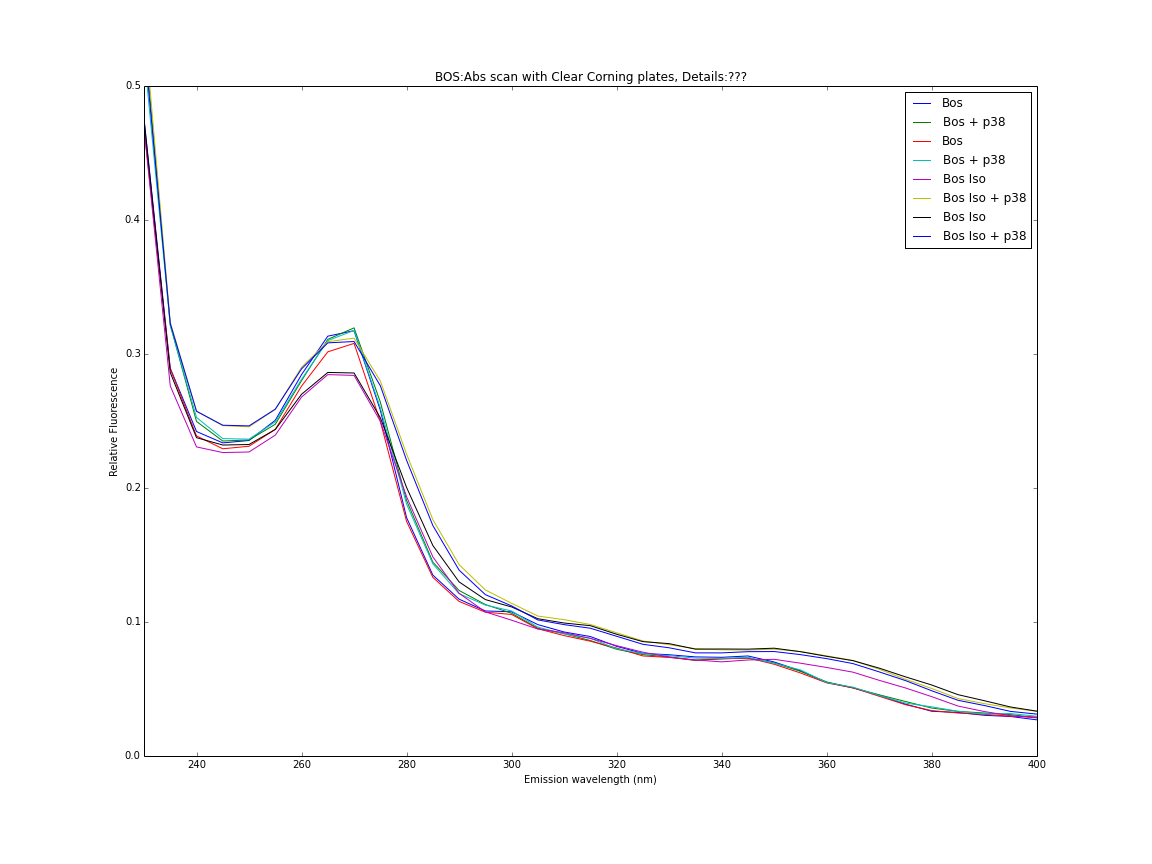 BOS:Abs scan with Clear Corning plates, Details:???
0.5
0.4
0.3
0.2
0.1
0.0
Relative Fluorescence
Bos
Bos + p38
Bos
Bos + p38
Bos Iso
Bos Iso + p38
Bos Iso
Bos Iso + p38
240 260 280 300 320 340 360 380 400
Emission wavelength (nm)